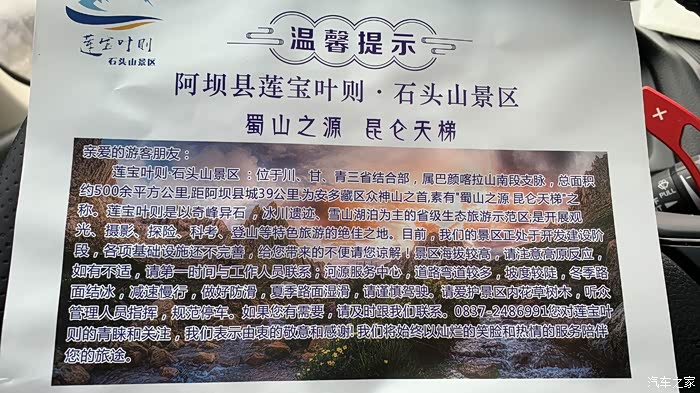 莲宝叶则
石头山景区
温馨提示
阿坝县莲宝叶则·石头山景区
蜀山之源 昆仑天梯
亲爱的游客朋友：
莲宝叶则·石头山景区：位于川、甘、青三省结合部，属巴颜喀拉山南段支脉，总面积
约500余平方公里,距阿坝县城39公里,为安多藏区众神山之首,素有"蜀山之源 昆仑天梯"之
称。莲宝叶则是以奇峰异石，冰川遗迹、雪山湖泊为主的省级生态旅游示范区;是开展观
光、摄影、探险、科考、登山等特色旅游的绝佳之地。目前，我们的景区正处于开发建设阶
段，各项基础设施还不完善，给您带来的不便请您谅解！景区海拔较高，请注意高原反应，
如有不适，请第一时间与工作人员联系；河源服务中心，道路弯道较多，坡度较陡，冬季路
面结冰，减速慢行，做好防滑，夏季路面湿滑，请谨慎驾驶。请爱护景区内花草树木，听众
管理人员指挥，规范停车。如果您有需要，请及时跟我们联系。0837-2486991您对莲宝叶
则的青睐和关注，我们表示由衷的敬意和感谢!我们将始终以灿烂的笑脸和热情的服务陪伴
您的旅途。
汽车之家